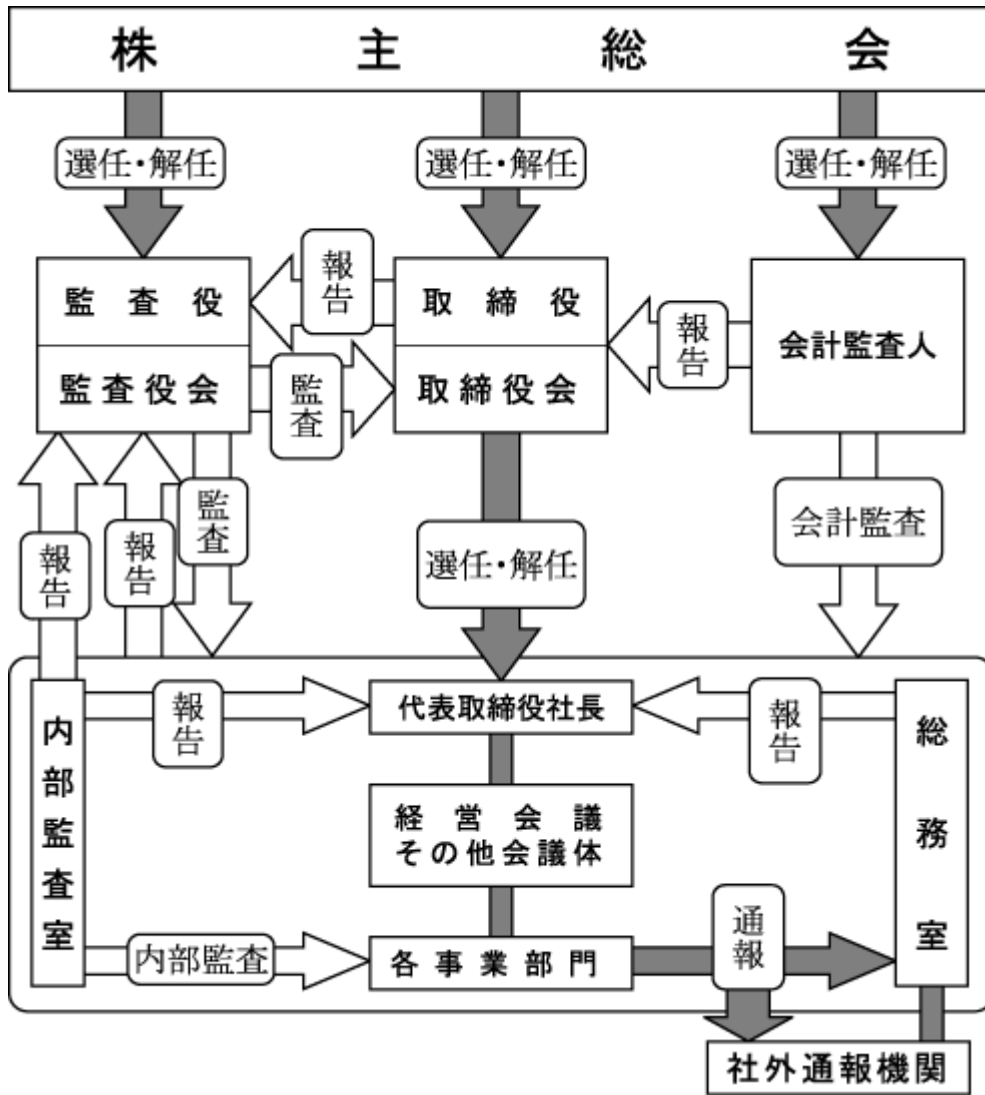 株主総会
選任・解任
選任・解任
選任・解任
監査役
監査役会
報告
監査
取締役
取締役会
報告
会計監査人
報告
報告
監査
選任・解任
会計監査
内部監査室
報告
代表取締役社長
報告
総務室
経営会議
その他会議体
内部監査
各事業部門
通報
社外通報機関